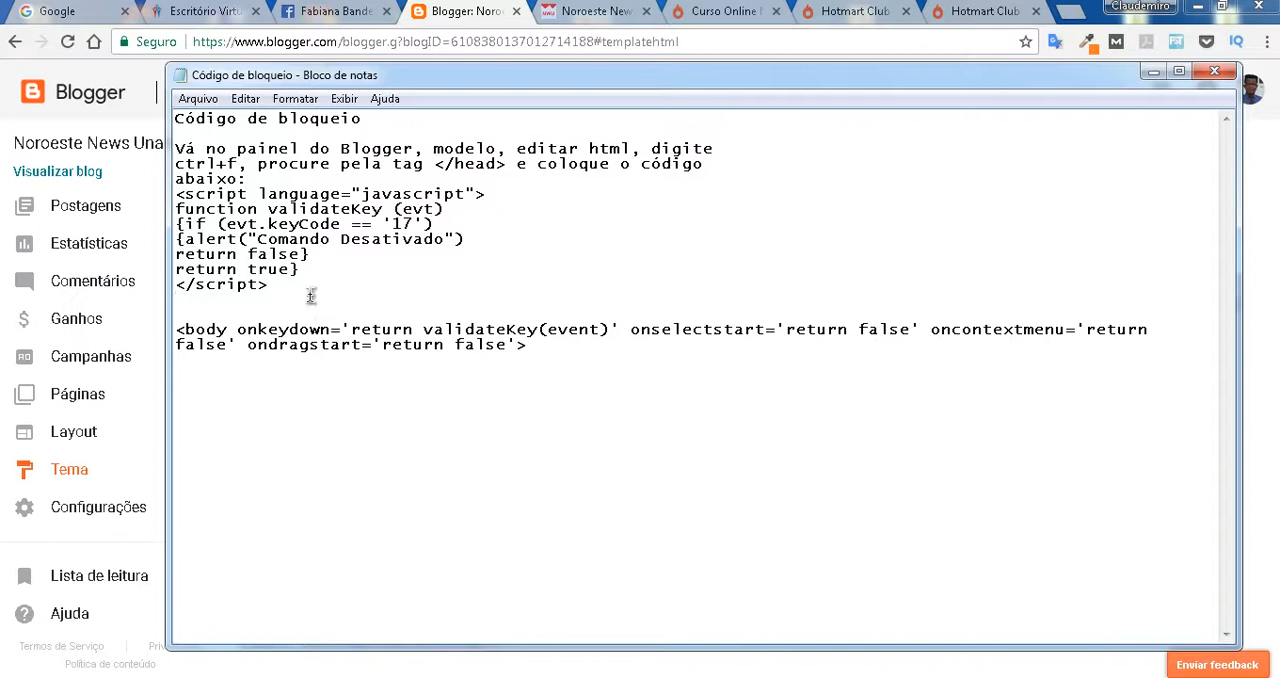 Google
Escritório Virtu
Fabiana Bande
Blogger: Noro
Noroeste New
Curso Online
Hotmart Club
Hotmart Club
Claudemiro
Seguro
https://www.blogger.com/blogger.g?blogID=6108380137012714188#templatehtml
Blogger
Código de bloqueio - Bloco de notas
Arquivo Editar Formatar Exibir Ajuda
Código de bloqueio
Vá no painel do Blogger, modelo, editar html, digite
ctrl+f, procure pela tag </head> e coloque o código
abaixo:
<script language="javascript">
function validateKey (evt)
{if (evt.keyCode == '17')
{alert("Comando Desativado")
return false}
return true}
</script>
<body onkeydown='return validateKey(event)' onselectstart='return false' oncontextmenu='return
false' ondragstart='return false'>
Noroeste News Una
Visualizar blog
Postagens
Estatísticas
Comentários
Ganhos
Campanhas
Páginas
Layout
Tema
Configurações
Lista de leitura
Ajuda
Termos de Serviço
Priv
Política de conteúdo
Enviar feedback